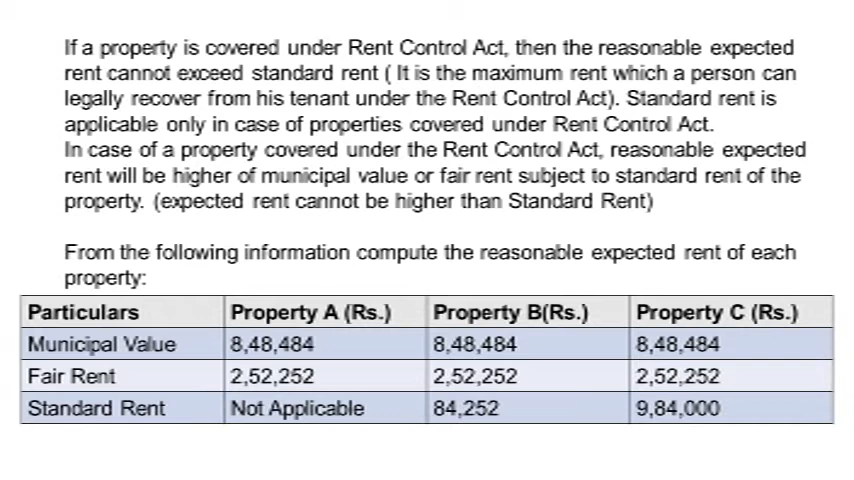 If a property is covered under Rent Control Act, then the reasonable expected
rent cannot exceed standard rent ( It is the maximum rent which a person can
legally recover from his tenant under the Rent Control Act). Standard rent is
applicable only in case of properties covered under Rent Control Act.
In case of a property covered under the Rent Control Act, reasonable expected
rent will be higher of municipal value or fair rent subject to standard rent of the
property. (expected rent cannot be higher than Standard Rent)
From the following information compute the reasonable expected rent of each
property:
Particulars Property A (Rs.) Property B(Rs.) Property C (Rs.)
Municipal Value 8,48,484 8,48,484 8,48,484
Fair Rent 2,52,252 2,52,252 2,52,252
Standard Rent Not Applicable 84,252 9,84,000